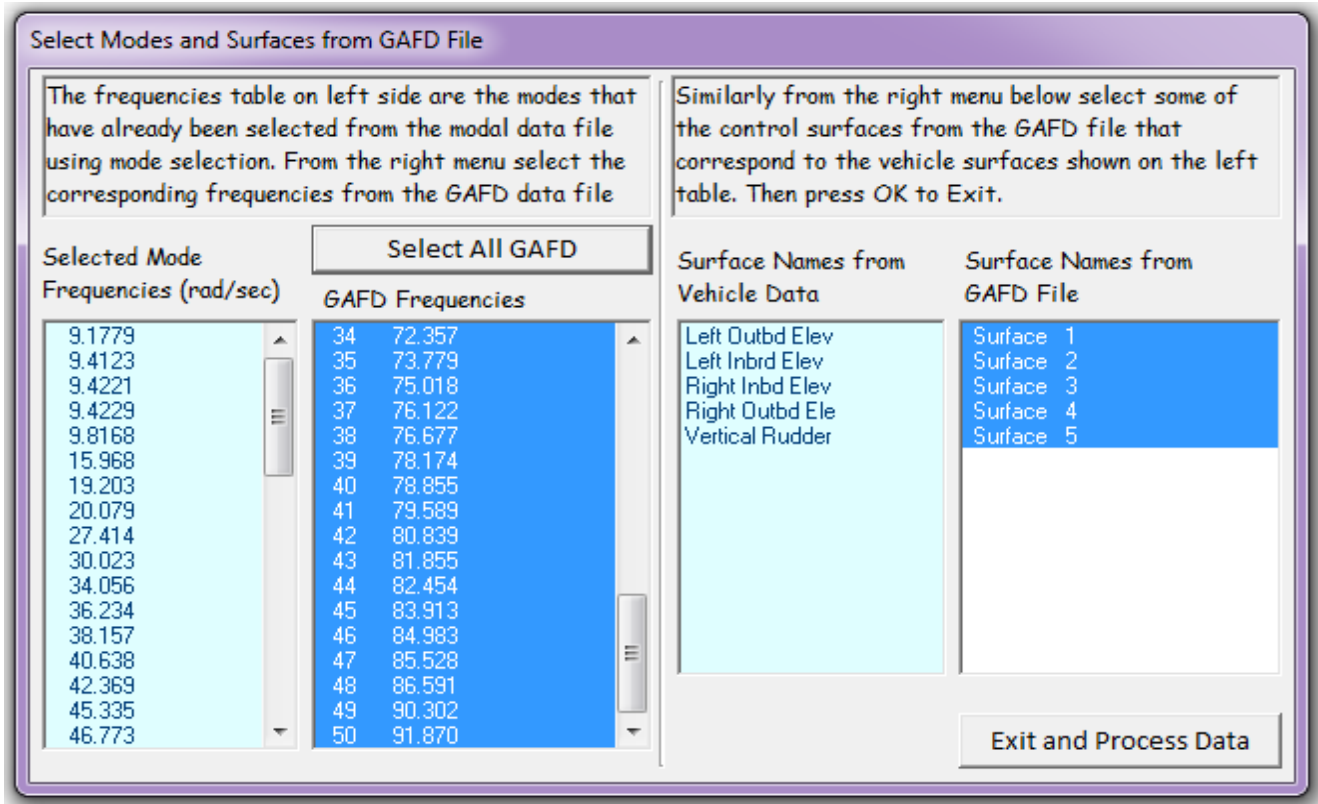 Select Modes and Surfaces from GAFD File
The frequencies table on left side are the modes that
have already been selected from the modal data file
using mode selection. From the right menu select the
corresponding frequencies from the GAFD data file
Select All GAFD
Selected Mode
Frequencies (rad/sec)
GAFD Frequencies
9.1779
9.4123
9.4221
9.4229
9.8168
15.968
19.203
20.079
27.414
30.023
34.056
36.234
38.157
40.638
42.369
45.335
46.773
34 72.357
35 73.779
36 75.018
37 76.122
38 76.677
39 78.174
40 78.855
41 79.589
42 80.839
43 81.855
44 82.454
45 83.913
46 84.983
47 85.528
48 86.591
49 90.302
50 91.870
Similarly from the right menu below select some of
the control surfaces from the GAFD file that
correspond to the vehicle surfaces shown on the left
table. Then press OK to Exit.
Surface Names from
Vehicle Data
Left Outbd Elev
Left Inbrd Elev
Right Inbd Elev
Right Outbd Ele
Vertical Rudder
Surface Names from
GAFD File
Surface 1
Surface 2
Surface 3
Surface 4
Surface 5
Exit and Process Data